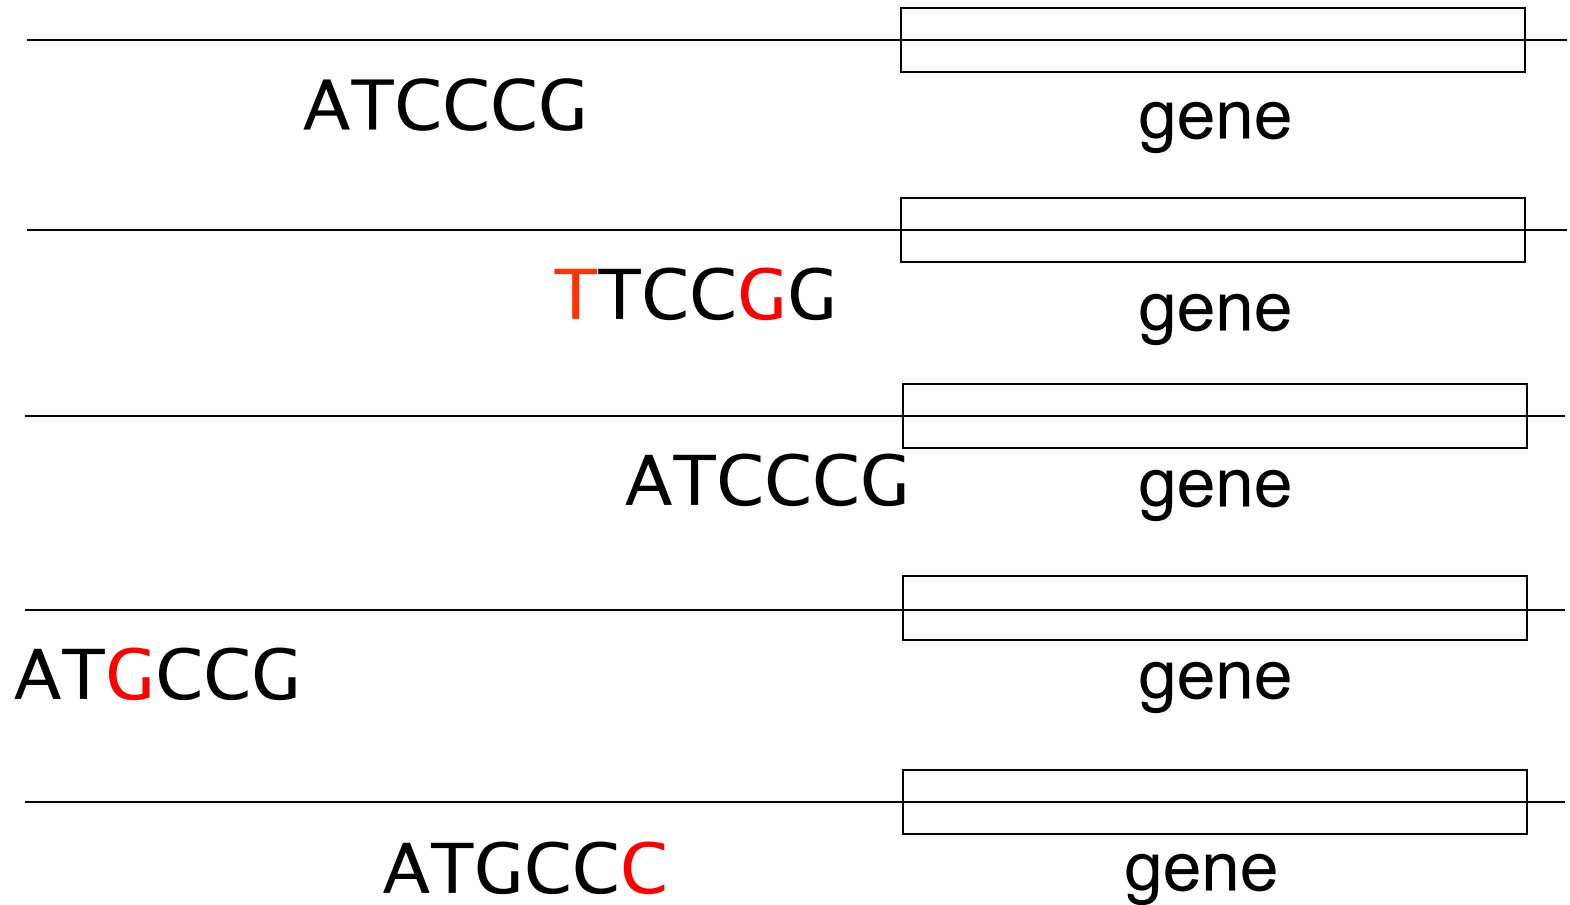 ATCCCG
gene
TTCCGG
gene
ATCCCG
gene
ATGCCG
gene
ATGCCC
gene